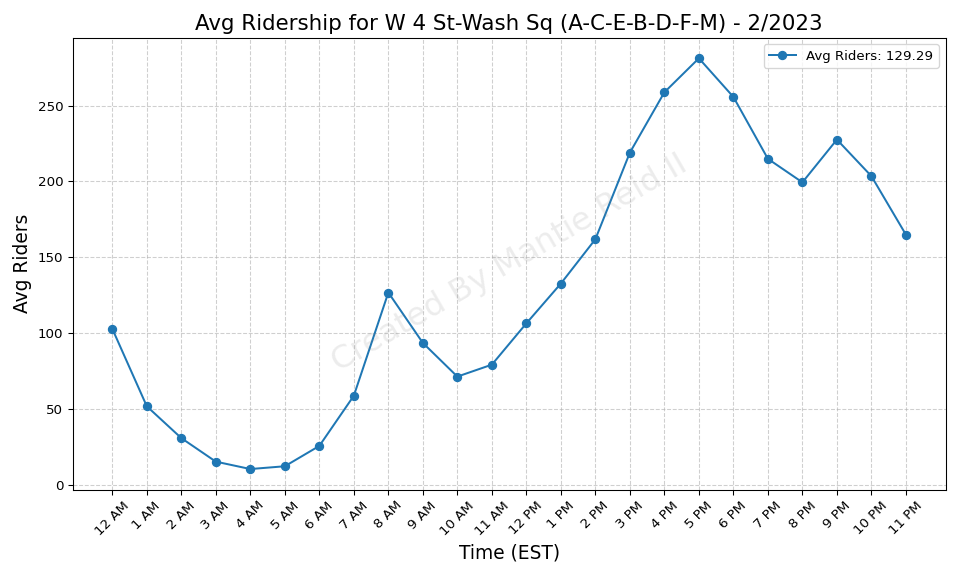 Avg Ridership for W 4 St-Wash Sq (A-C-E-B-D-F-M) - 2/2023
Avg Riders: 129.29
Avg Riders
250
200
150
100
50
0
Created By Mantie Reid II
12 AM
1 AM
2 AM
3 AM
4 AM
5 AM
6 AM
7 AM
8 AM
9 AM
10 AM
11 AM
12 PM
1 PM
2 PM
3 PM
4 PM
5 PM
6 PM
7 PM
8 PM
9 PM
10 PM
11 PM
Time (EST)